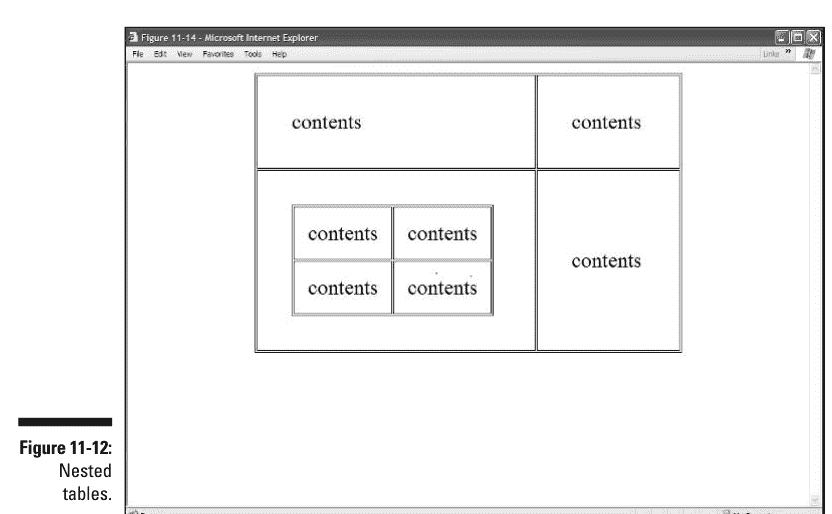 Figure 11-14 - Microsoft Internet Explorer
File Edit View Favorites Tools Help
Links »
contents contents
contents contents
contents
contents contents
Figure 11-12:
Nested
tables.